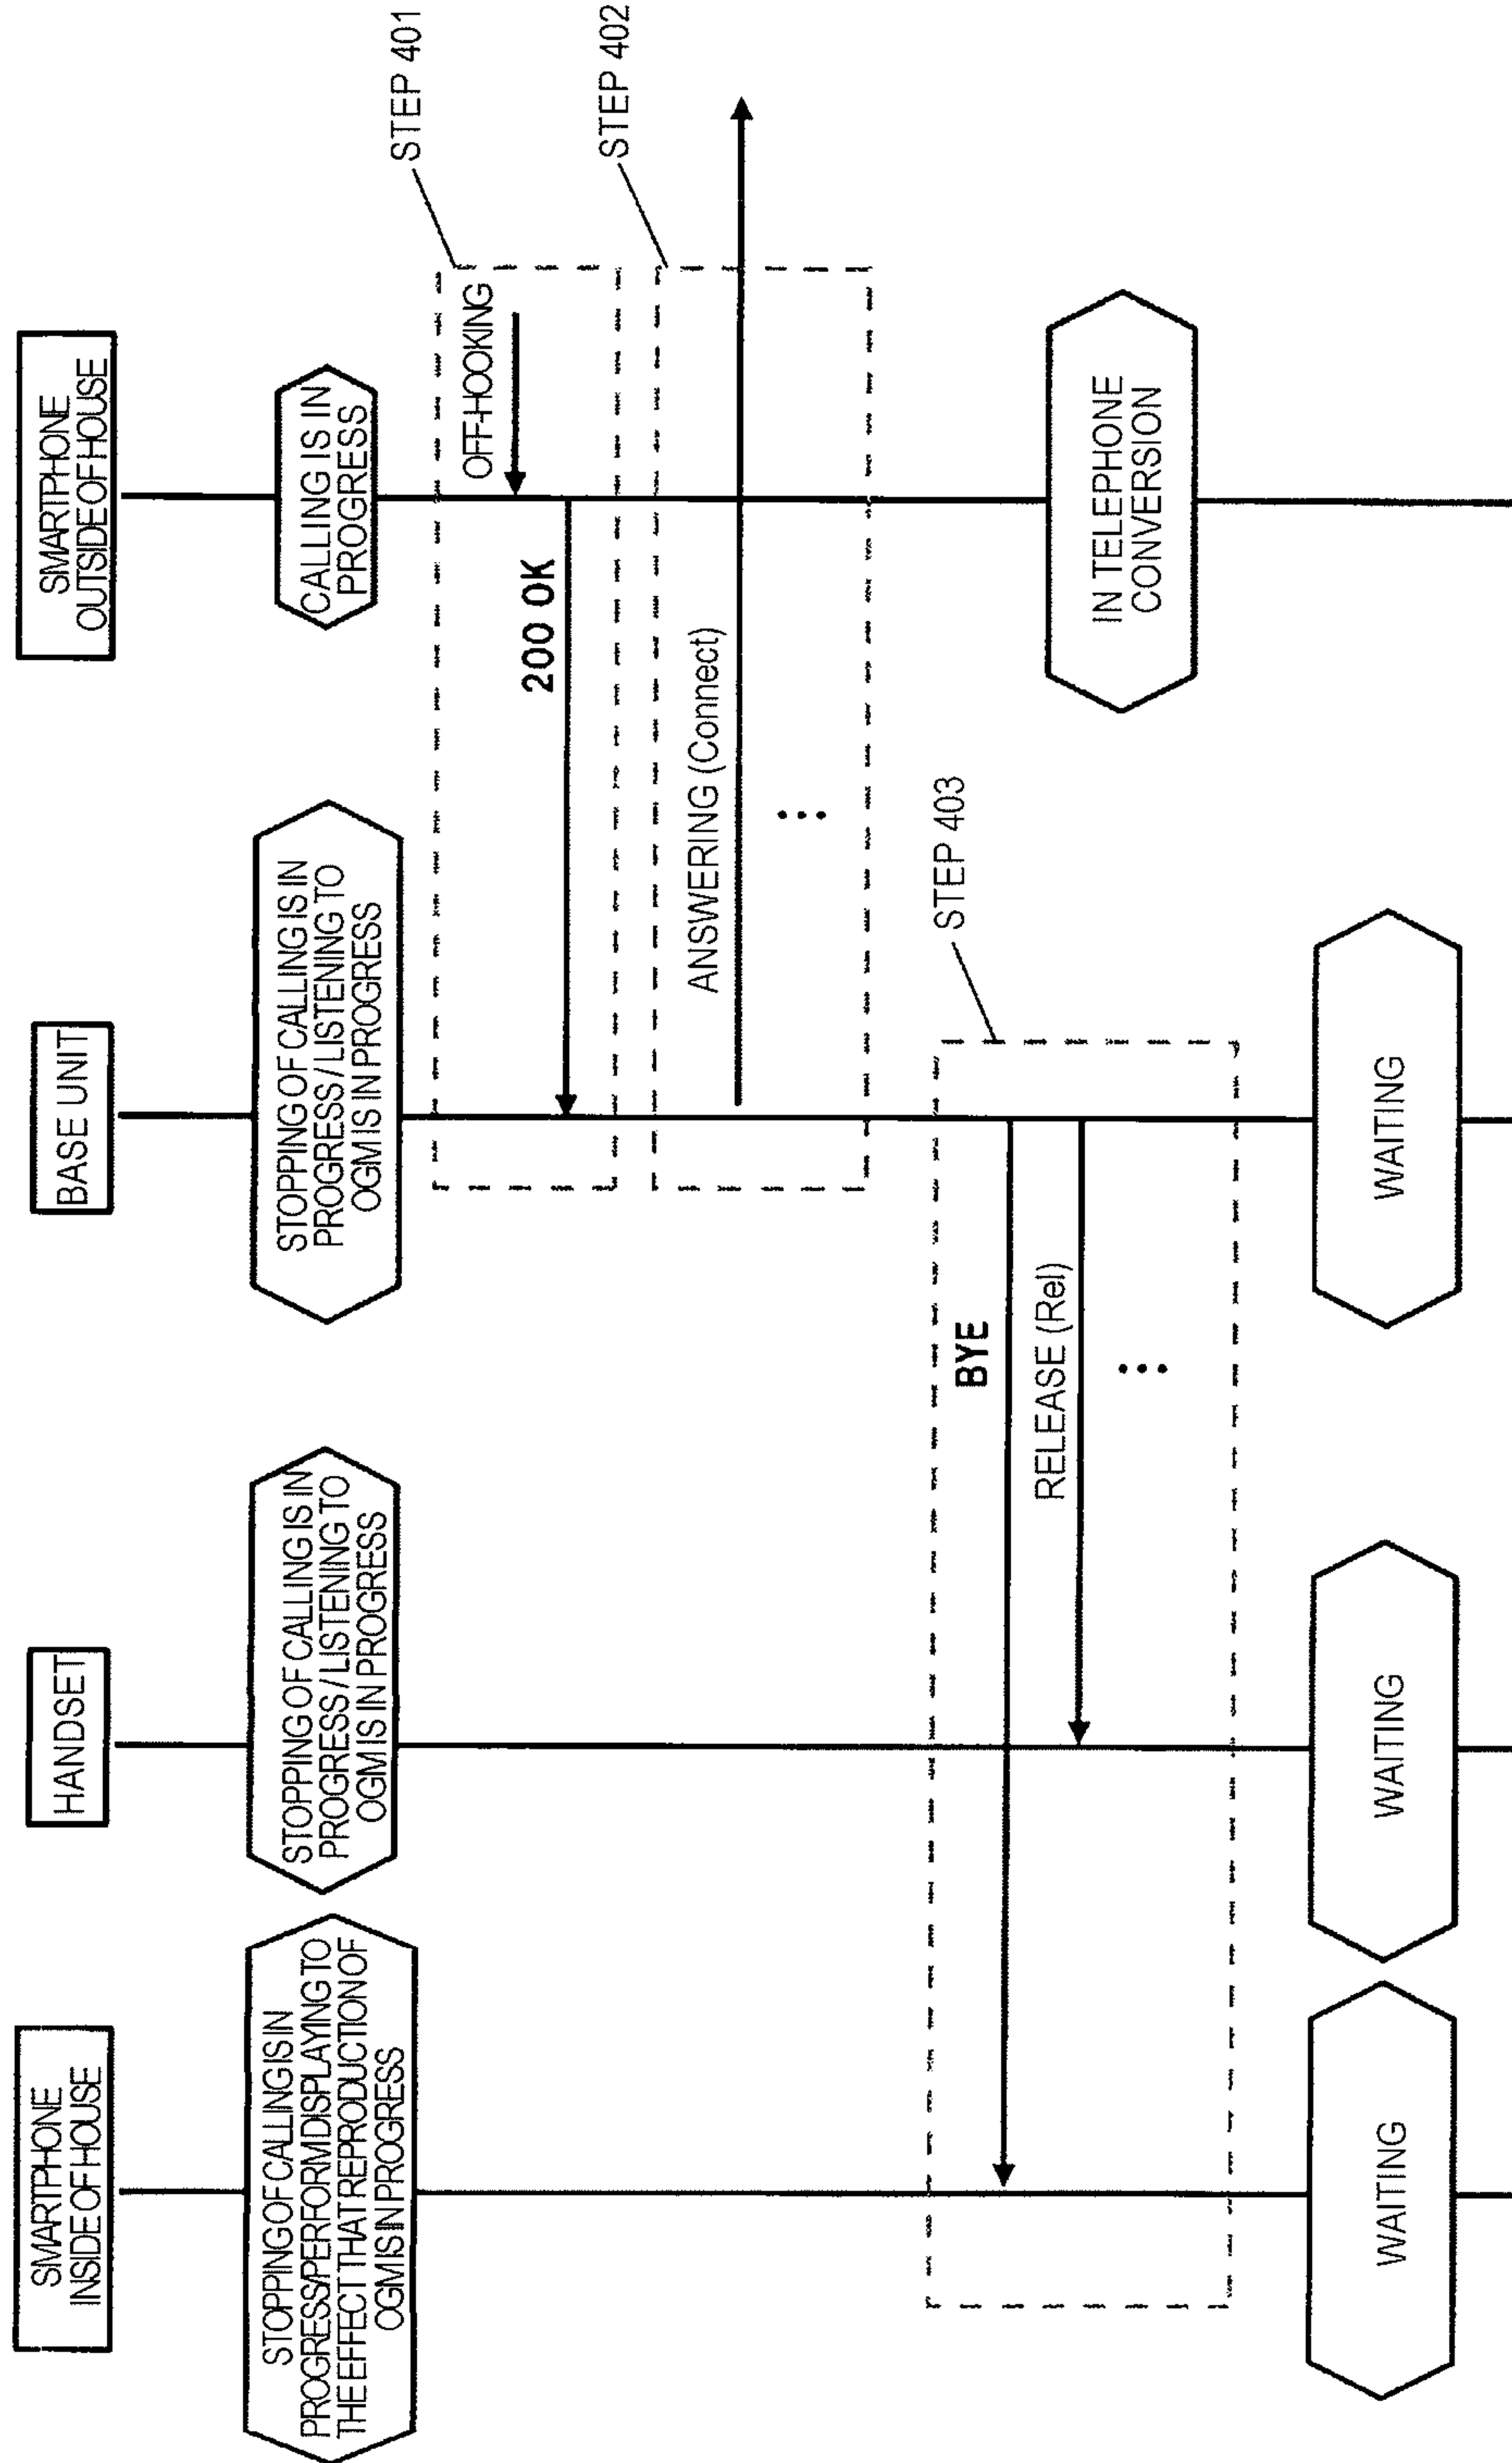 SMARTPHONE
INSIDE OF HOUSE
HANDSET
BASE UNIT
SMARTPHONE
OUTSIDE OF HOUSE
STOPPING OF CALLING IS IN
PROGRESS/PERFORM DISPLAYING TO
THE EFFECT THAT REPRODUCTION OF
OGM IS IN PROGRESS
STOPPING OF CALLING IS IN
PROGRESS / LISTENING TO
OGM IS IN PROGRESS
STOPPING OF CALLING IS IN
PROGRESS / LISTENING TO
OGM IS IN PROGRESS
CALLING IS IN
PROGRESS
STEP 401
OFF-HOOKING
200 OK
STEP 402
ANSWERING (Connect)
...
STEP 403
BYE
RELEASE (Rel)
...
IN TELEPHONE
CONVERSION
WAITING
WAITING
WAITING